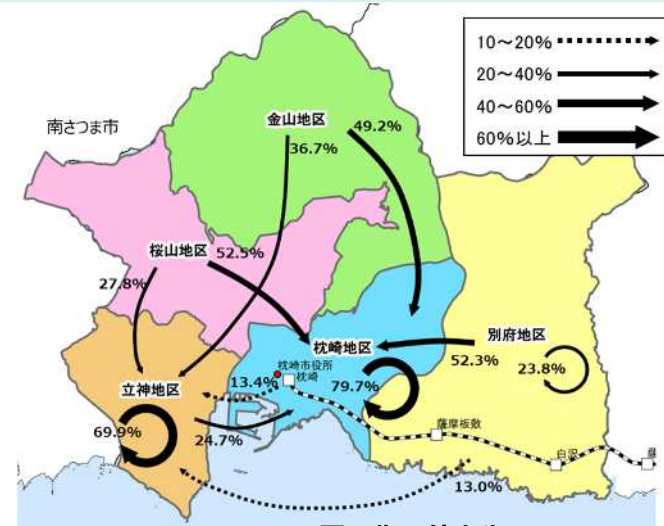 10～20%
20～40%
40～60%
60%以上
南さつま市
金山地区
49.2%
36.7%
桜山地区
52.5%
27.8%
枕崎地区
別府地区
52.3%
23.8%
枕崎市役所
枕崎
立神地区
13.4%
79.7%
69.9%
24.7%
薩摩板敷
白沢
13.0%